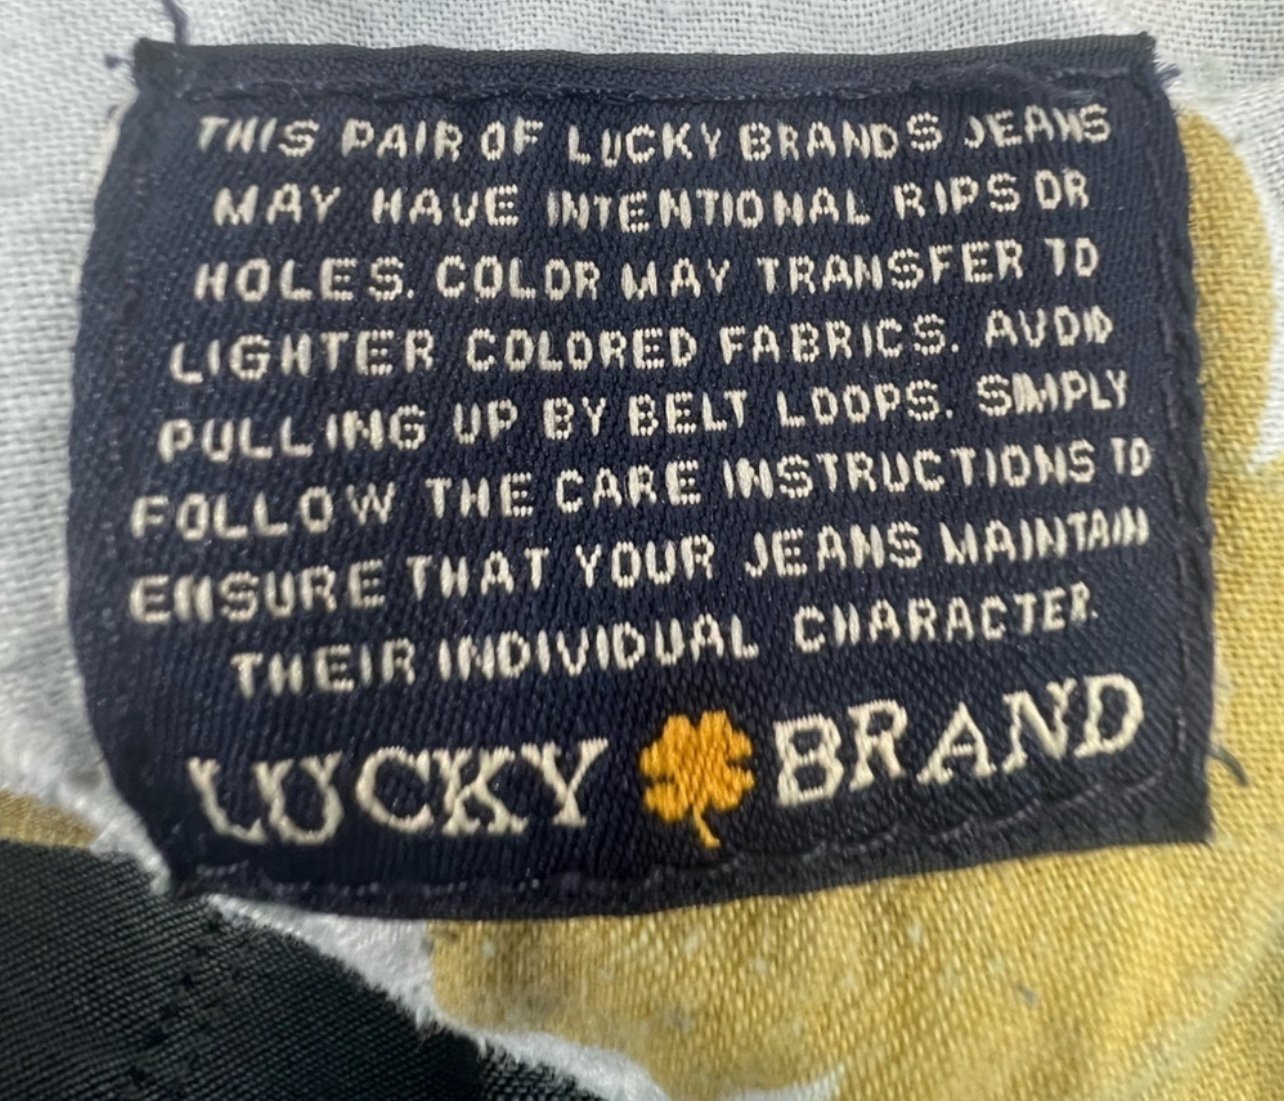 THIS PAIR OF LUCKY BRANDS JEANS
MAY HAVE INTENTIONAL RIPS OR
HOLES. COLOR MAY TRANSFER TO
LIGHTER COLORED FABRICS. AVOID
PULLING UP BY BELT LOOPS. SIMPLY
FOLLOW THE CARE INSTRUCTIONS TO
ENSURE THAT YOUR JEANS MAINTAIN
THEIR INDIVIDUAL CHARACTER.
LUCKY BRAND